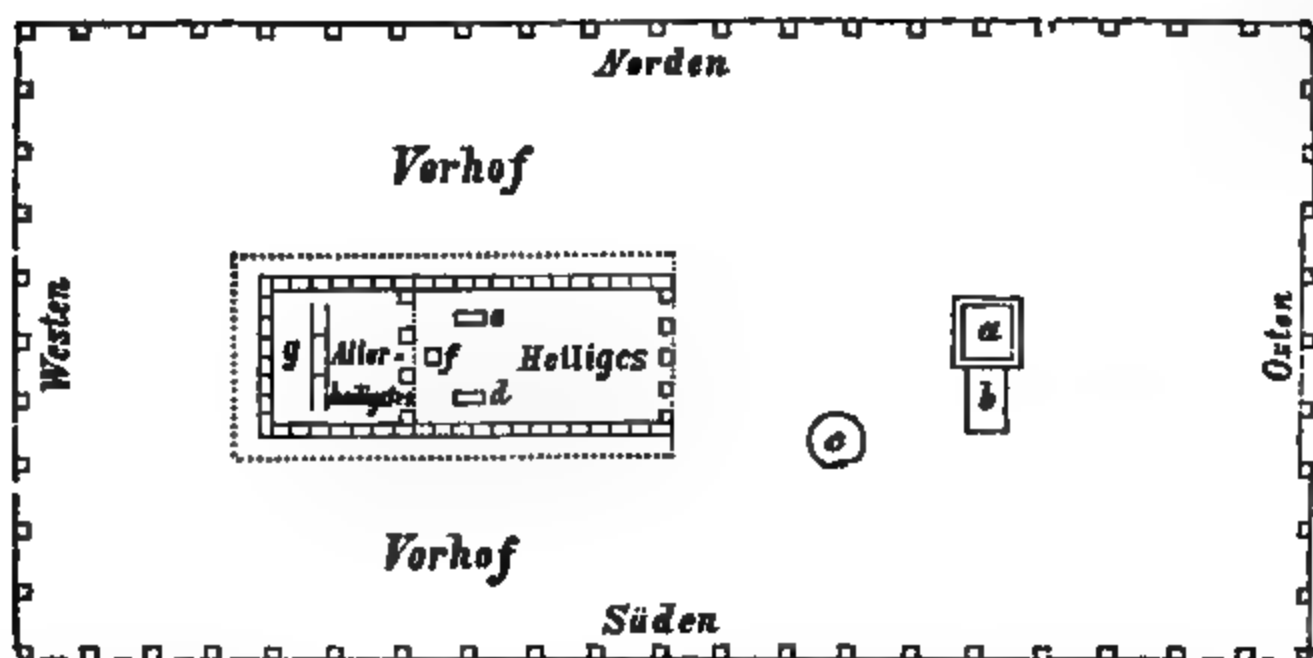 Norden
Vorhof
Westen
g
Aller-
heiligstes
e
f
d
Heiliges
c
a
b
Osten
Vorhof
Süden